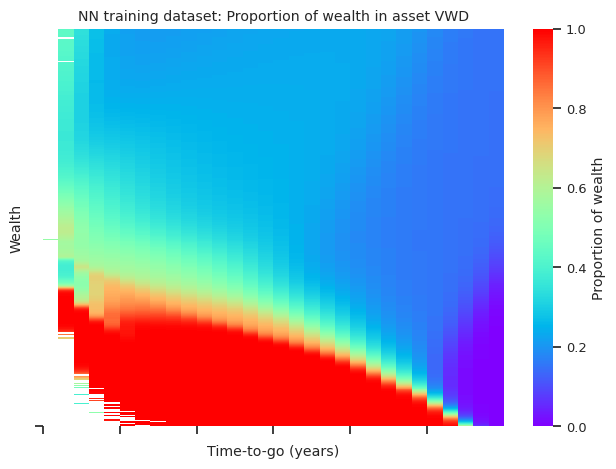 NN training dataset: Proportion of wealth in asset VWD
Wealth
Time-to-go (years)
1.0
0.8
0.6
0.4
0.2
0.0
Proportion of wealth